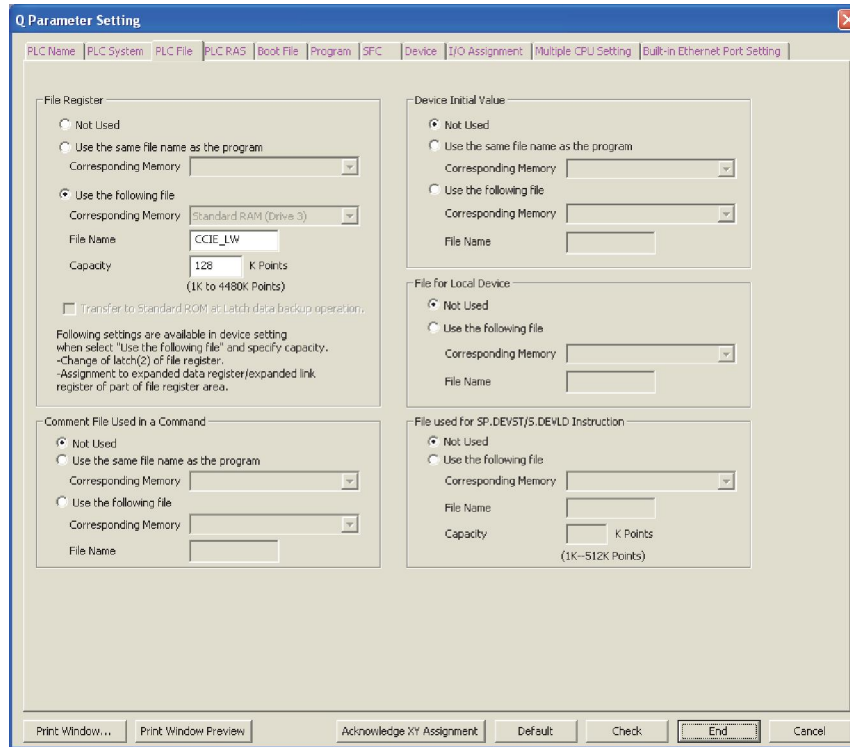 Q Parameter Setting
PLC Name PLC System PLC File PLC RAS Boot File Program SFC Device I/O Assignment Multiple CPU Setting Built-in Ethernet Port Setting
File Register
Not Used
Use the same file name as the program
Corresponding Memory
Use the following file
Corresponding Memory Standard RAM (Drive 3)
File Name CCIE_LW
Capacity 128 K Points
(1K to 4480K Points)
Transfer to Standard ROM at Latch data backup operation.
Following settings are available in device setting
when select "Use the following file" and specify capacity.
-Change of latch(2) of file register.
-Assignment to expanded data register/expanded link
register of part of file register area.
Comment File Used in a Command
Not Used
Use the same file name as the program
Corresponding Memory
Use the following file
Corresponding Memory
File Name
Device Initial Value
Not Used
Use the same file name as the program
Corresponding Memory
Use the following file
Corresponding Memory
File Name
File for Local Device
Not Used
Use the following file
Corresponding Memory
File Name
File used for SP.DEVST/S.DEVLD Instruction
Not Used
Use the following file
Corresponding Memory
File Name
Capacity K Points
(1K--512K Points)
Print Window... Print Window Preview Acknowledge XY Assignment Default Check End Cancel